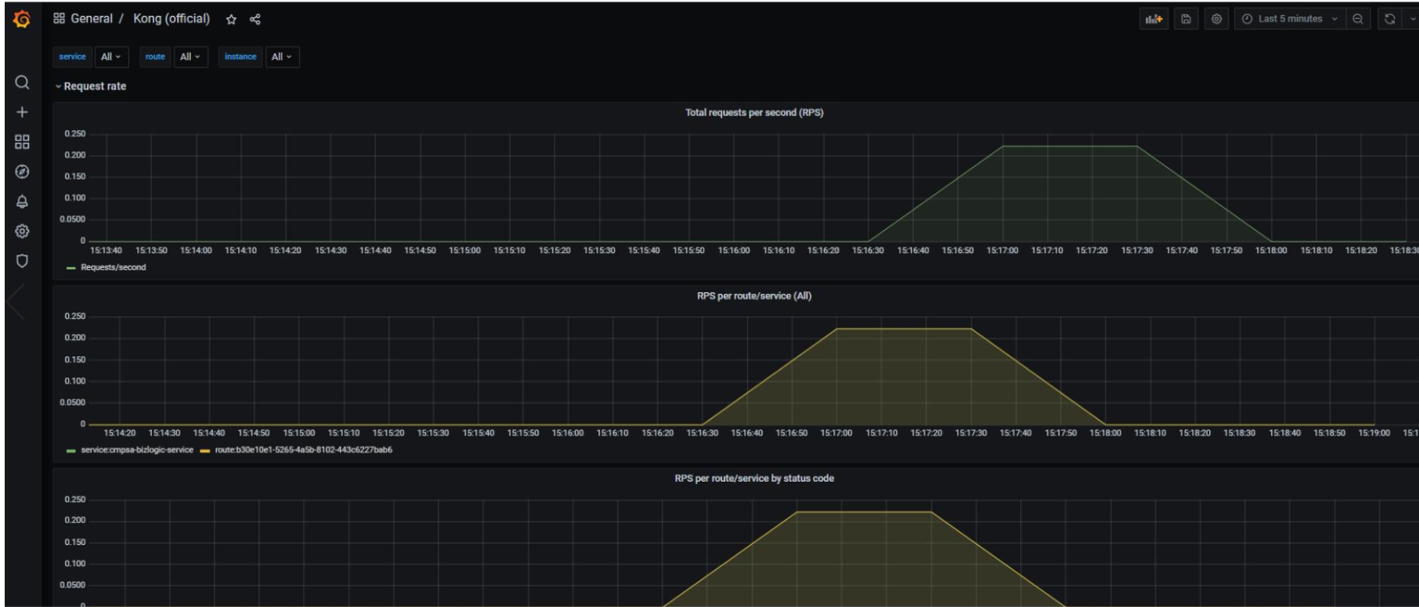 General / Kong (official)
Last 5 minutes
service All route All instance All
Request rate
Total requests per second (RPS)
0.250
0.200
0.150
0.100
0.0500
0
15:13:40 15:13:50 15:14:00 15:14:10 15:14:20 15:14:30 15:14:40 15:14:50 15:15:00 15:15:10 15:15:20 15:15:30 15:15:40 15:15:50 15:16:00 15:16:10 15:16:20 15:16:30 15:16:40 15:16:50 15:17:00 15:17:10 15:17:20 15:17:30 15:17:40 15:17:50 15:18:00 15:18:10 15:18:20 15:18:30
Requests/second
RPS per route/service (All)
0.250
0.200
0.150
0.100
0.0500
0
15:14:20 15:14:30 15:14:40 15:14:50 15:15:00 15:15:10 15:15:20 15:15:30 15:15:40 15:15:50 15:16:00 15:16:10 15:16:20 15:16:30 15:16:40 15:16:50 15:17:00 15:17:10 15:17:20 15:17:30 15:17:40 15:17:50 15:18:00 15:18:10 15:18:20 15:18:30 15:18:40 15:18:50 15:19:00
service:cmpsa-bizlogic-service route:b30e10e1-5265-4a5b-8102-443c6227bab6
RPS per route/service by status code
0.250
0.200
0.150
0.100
0.0500
0